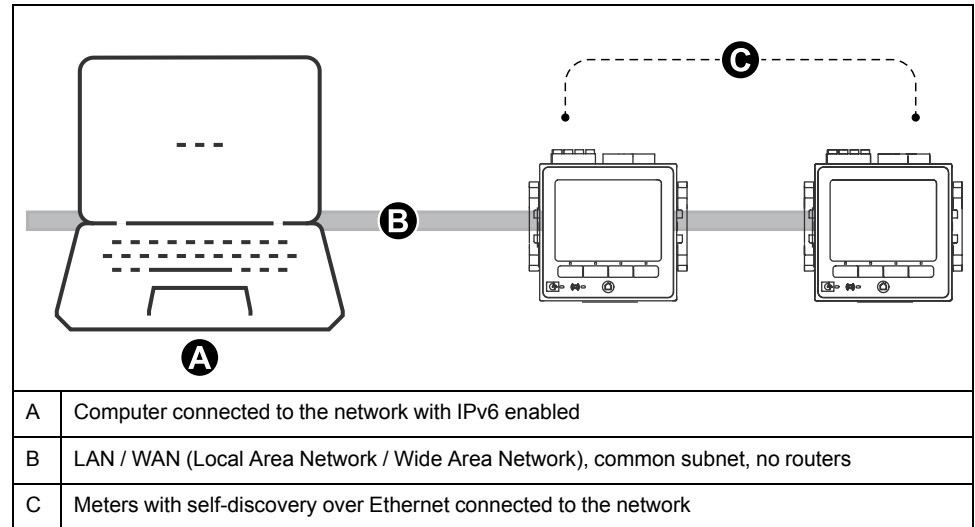 C
B
A
A Computer connected to the network with IPv6 enabled
B LAN / WAN (Local Area Network / Wide Area Network), common subnet, no routers
C Meters with self-discovery over Ethernet connected to the network